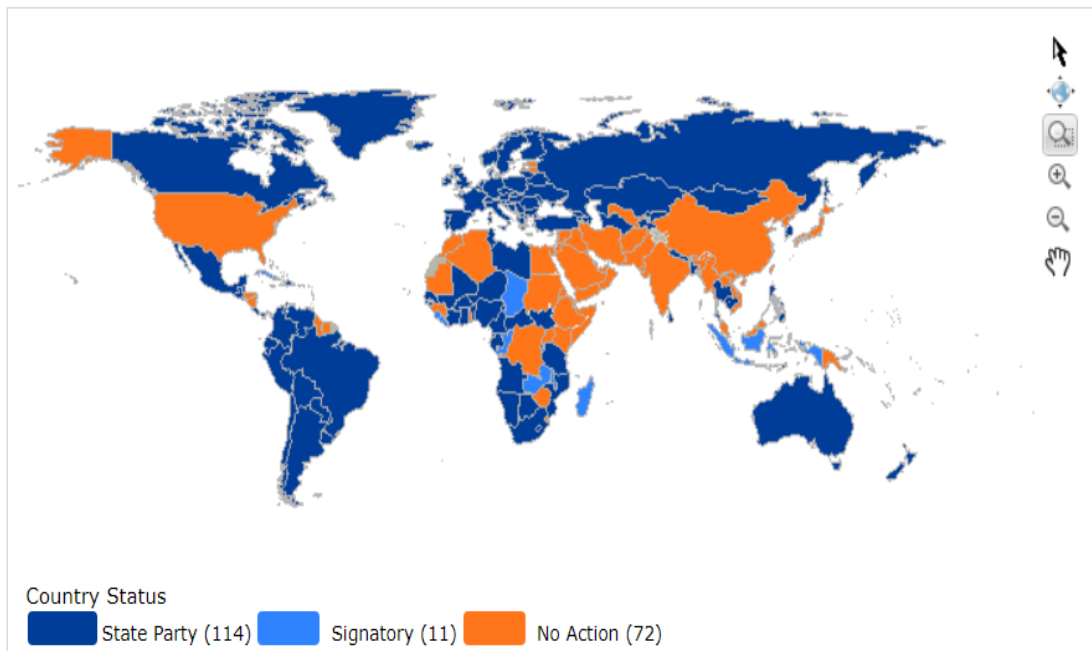 Country Status
State Party (114) Signatory (11) No Action (72)